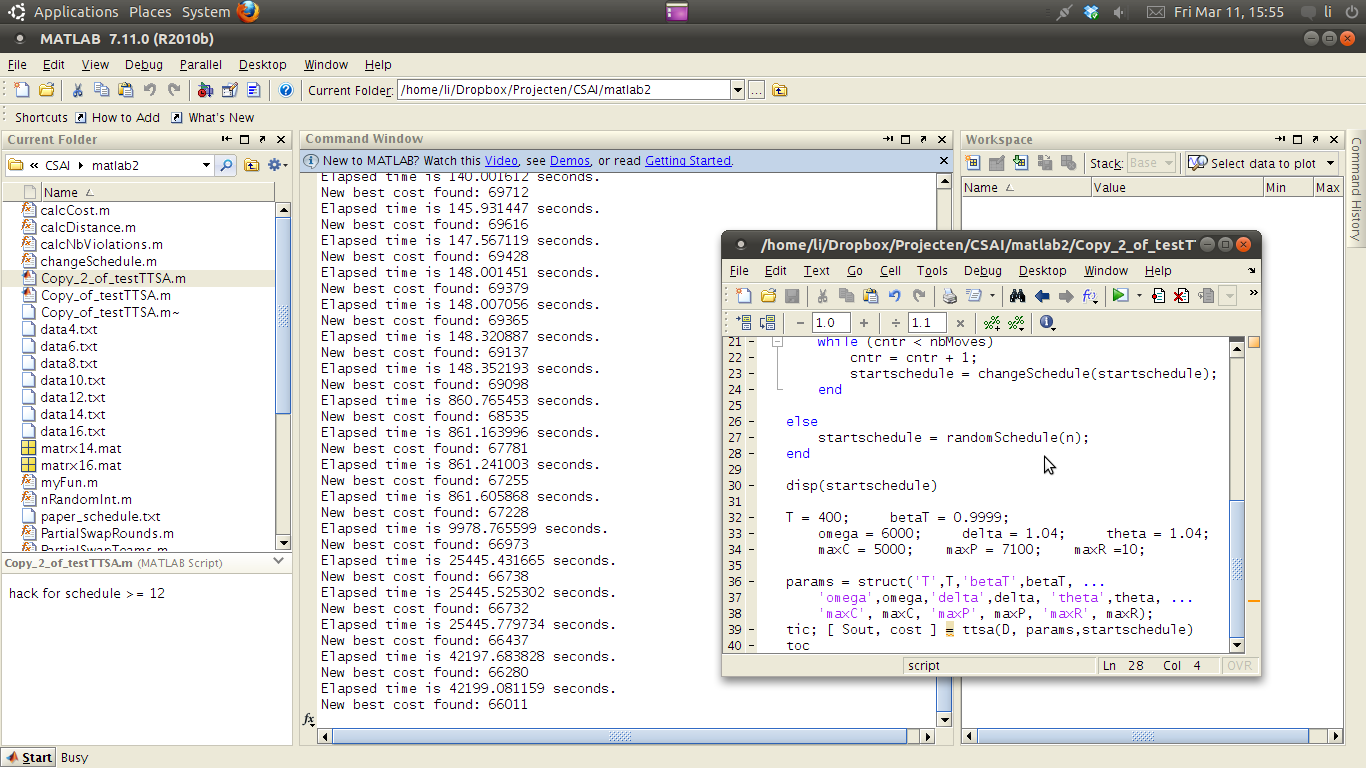 Applications Places System
Fri Mar 11, 15:55 li
MATLAB 7.11.0 (R2010b)
File Edit View Debug Parallel Desktop Window Help
Current Folder: /home/li/Dropbox/Projecten/CSAI/matlab2 ...
Shortcuts How to Add What's New
Current Folder
« CSAI matlab2
Name
calcCost.m
calcDistance.m
calcNbViolations.m
changeSchedule.m
Copy_2_of_testTTSA.m
Copy_of_testTTSA.m
Copy_of_testTTSA.m~
data4.txt
data6.txt
data8.txt
data10.txt
data12.txt
data14.txt
data16.txt
matrx14.mat
matrx16.mat
myFun.m
nRandomInt.m
paper_schedule.txt
PartialSwapRounds.m
PartialSwapTeams.m
Copy_2_of_testTTSA.m (MATLAB Script)
hack for schedule >= 12
Start Busy
Command Window
New to MATLAB? Watch this Video, see Demos, or read Getting Started.
Elapsed time is 140.001612 seconds.
New best cost found: 69712
Elapsed time is 145.931447 seconds.
New best cost found: 69616
Elapsed time is 147.567119 seconds.
New best cost found: 69428
Elapsed time is 148.001451 seconds.
New best cost found: 69379
Elapsed time is 148.007056 seconds.
New best cost found: 69365
Elapsed time is 148.320887 seconds.
New best cost found: 69137
Elapsed time is 148.352193 seconds.
New best cost found: 69098
Elapsed time is 860.765453 seconds.
New best cost found: 68535
Elapsed time is 861.163996 seconds.
New best cost found: 67781
Elapsed time is 861.241003 seconds.
New best cost found: 67255
Elapsed time is 861.605868 seconds.
New best cost found: 67228
Elapsed time is 9978.765599 seconds.
New best cost found: 66973
Elapsed time is 25445.431665 seconds.
New best cost found: 66738
Elapsed time is 25445.525302 seconds.
New best cost found: 66732
Elapsed time is 25445.779734 seconds.
New best cost found: 66437
Elapsed time is 42197.683828 seconds.
New best cost found: 66280
Elapsed time is 42199.081159 seconds.
New best cost found: 66011
fx
Workspace
Stack: Base Select data to plot
Name Value Min Max
Command History
/home/li/Dropbox/Projecten/CSAI/matlab2/Copy_2_of_testT
File Edit Text Go Cell Tools Debug Desktop Window Help
− 1.0 + ÷ 1.1 ×
21 - while (cntr < nbMoves)
22 - cntr = cntr + 1;
23 - startschedule = changeSchedule(startschedule);
24 - end
25
26 - else
27 - startschedule = randomSchedule(n);
28 - end
29
30 - disp(startschedule)
31
32 - T = 400; betaT = 0.9999;
33 - omega = 6000; delta = 1.04; theta = 1.04;
34 - maxC = 5000; maxP = 7100; maxR =10;
35
36 - params = struct('T',T,'betaT',betaT, ...
37 'omega',omega,'delta',delta, 'theta',theta, ...
38 'maxC', maxC, 'maxP', maxP, 'maxR', maxR);
39 - tic; [ Sout, cost ] = ttsa(D, params,startschedule)
40 - toc
script Ln 28 Col 4 OVR